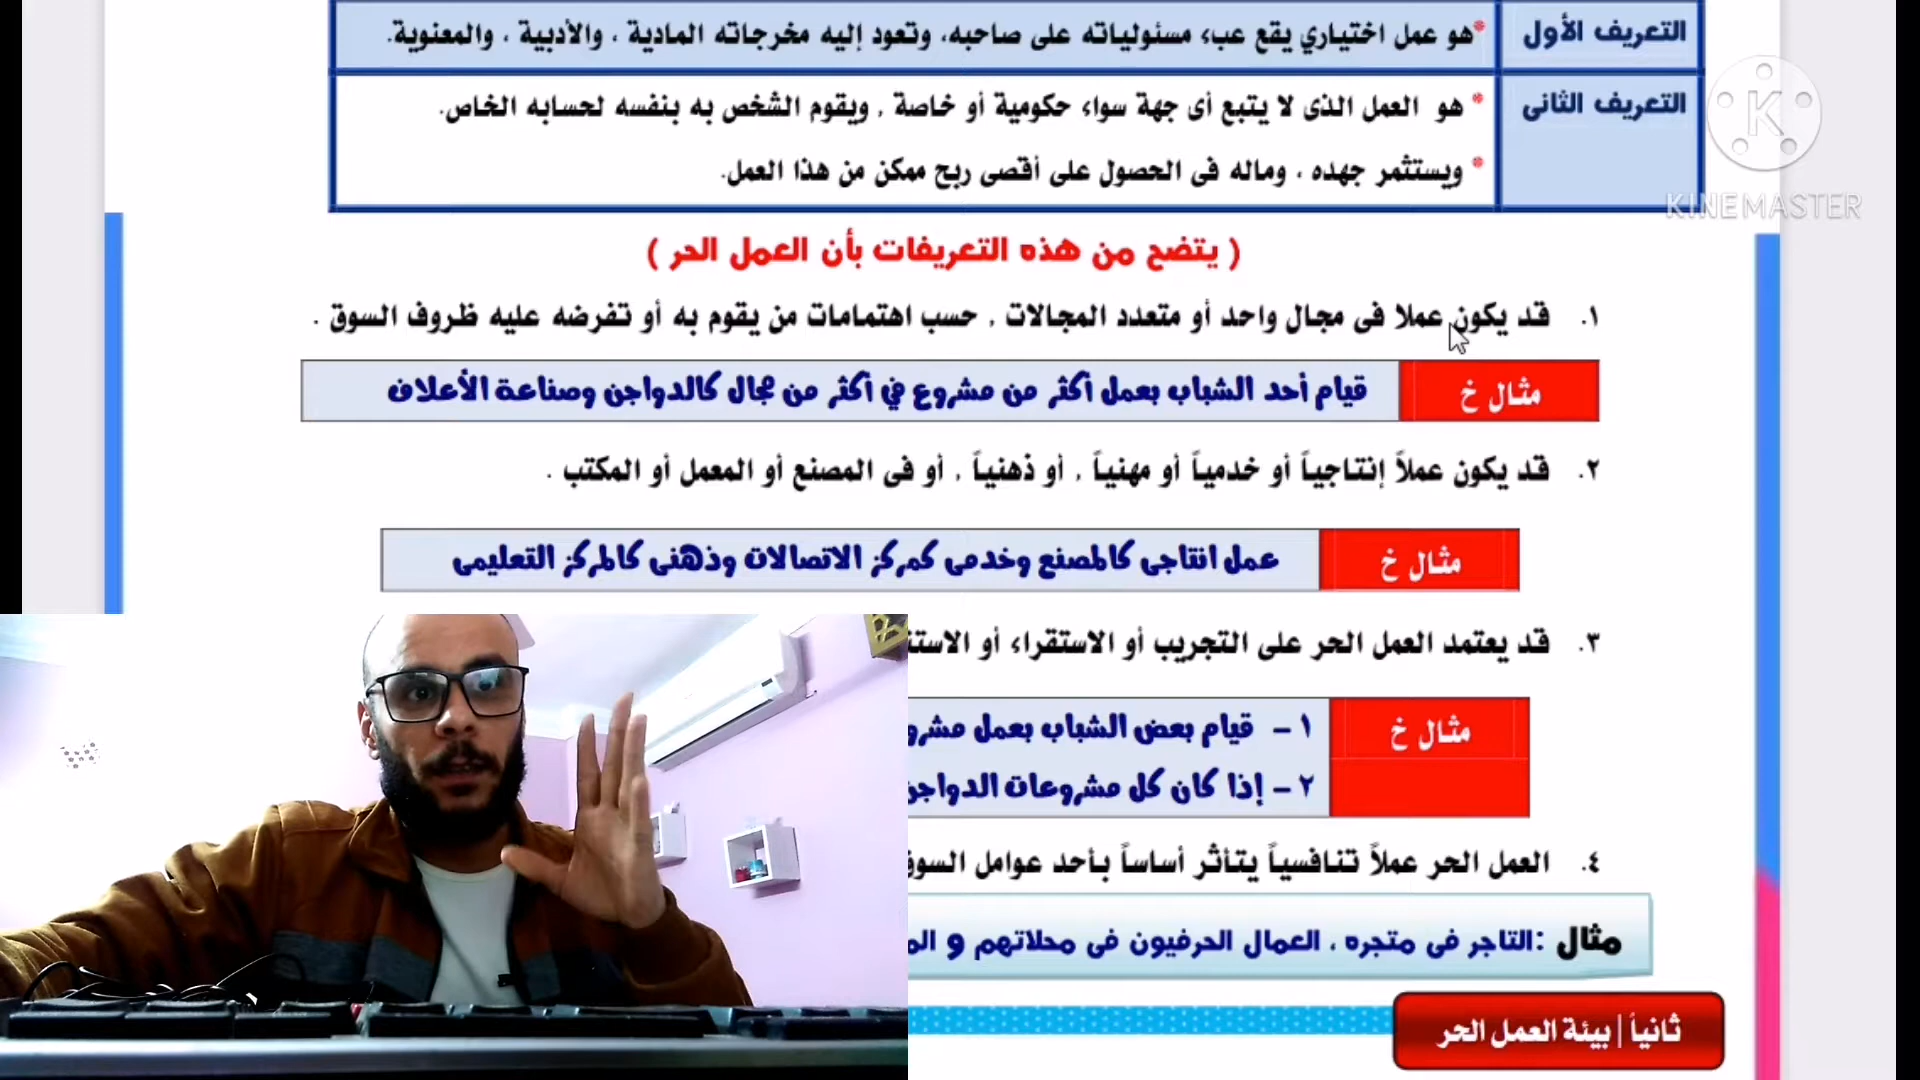 التعريف الأول
*هو عمل اختياري يقع عبء مسئولياته على صاحبه، وتعود إليه مخرجاته المادية ، والأدبية ، والمعنوية.
التعريف الثانى
* هو العمل الذى لا يتبع أى جهة سواء حكومية أو خاصة , ويقوم الشخص به بنفسه لحسابه الخاص.
* ويستثمر جهده ، وماله فى الحصول على أقصى ربح ممكن من هذا العمل.
K
KINEMASTER
( يتضح من هذه التعريفات بأن العمل الحر )
١. قد يكون عملا فى مجال واحد أو متعدد المجالات , حسب اهتمامات من يقوم به أو تفرضه عليه ظروف السوق .
مثال خ
قيام أحد الشباب بعمل أكثر من مشروع في أكثر من مجال كالدواجن وصناعة الأعلاف
٢. قد يكون عملاً إنتاجياً أو خدمياً أو مهنياً , أو ذهنياً , أو فى المصنع أو المعمل أو المكتب .
مثال خ
عمل انتاجى كالمصنع وخدمى كمركز الاتصالات وذهنى كالمركز التعليمى
٣. قد يعتمد العمل الحر على التجريب أو الاستقراء أو
مثال خ
١ - قيام بعض الشباب بعمل
٢ - إذا كان كل مشروعات
٤. العمل الحر عملاً تنافسياً يتأثر أساساً بأحد عوامل
مثال :التاجر فى متجره ، العمال الحرفيون فى محلاتهم و
ثانياً | بيئة العمل الحر